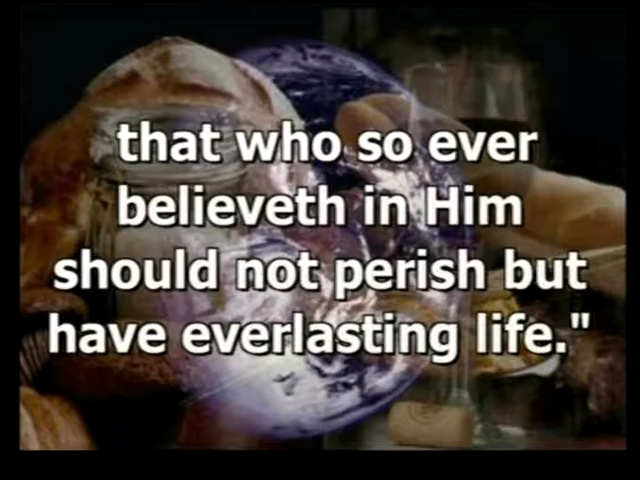 that who so ever
believeth in Him
should not perish but
have everlasting life."